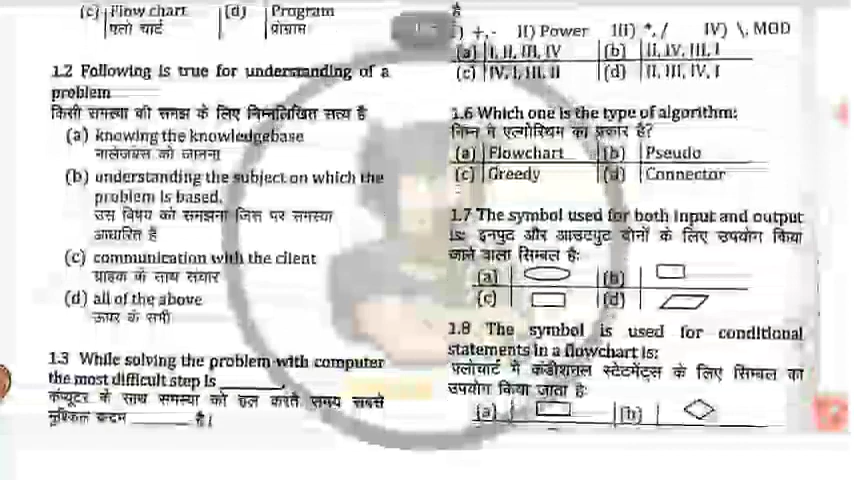 (c) Flow chart (d) Program
फ्लो चार्ट प्रोग्राम
1.2 Following is true for understanding of a
problem
किसी समस्या की समझ के लिए निम्नलिखित सत्य है
(a) knowing the knowledgebase
नालेजबेस को जानना
(b) understanding the subject on which the
problem is based.
उस विषय को समझना जिस पर समस्या
आधारित है
(c) communication with the client
ग्राहक के साथ संचार
(d) all of the above
ऊपर के सभी
1.3 While solving the problem with computer
the most difficult step is ______.
कंप्यूटर के साथ समस्या को हल करते समय सबसे
मुश्किल कदम ______ है।
है
) +,- II) Power III) *, / IV) \, MOD
(a) I, II, III, IV (b) II, IV, III, I
(c) IV, I, III, II (d) II, III, IV, I
1.6 Which one is the type of algorithm:
निम्न में एल्गोरिथम का प्रकार है?
(a) Flowchart (b) Pseudo
(c) Greedy (d) Connector
1.7 The symbol used for both input and output
is: इनपुट और आउटपुट दोनों के लिए उपयोग किया
जाने वाला सिम्बल है:
(a) (b)
(c) (d)
1.8 The symbol is used for conditional
statements in a flowchart is:
फ्लोचार्ट में कंडीशनल स्टेटमेंट्स के लिए सिम्बल का
उपयोग किया जाता है:
(a) (b)